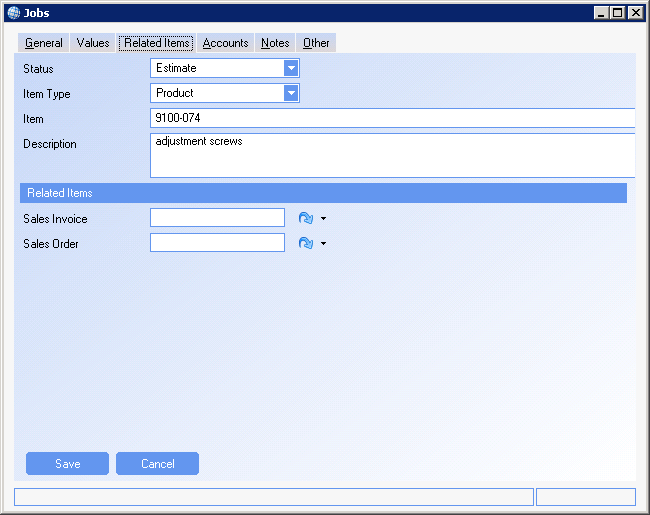 Jobs
General Values Related Items Accounts Notes Other
Status Estimate
Item Type Product
Item 9100-074
Description adjustment screws
Related Items
Sales Invoice
Sales Order
Save Cancel